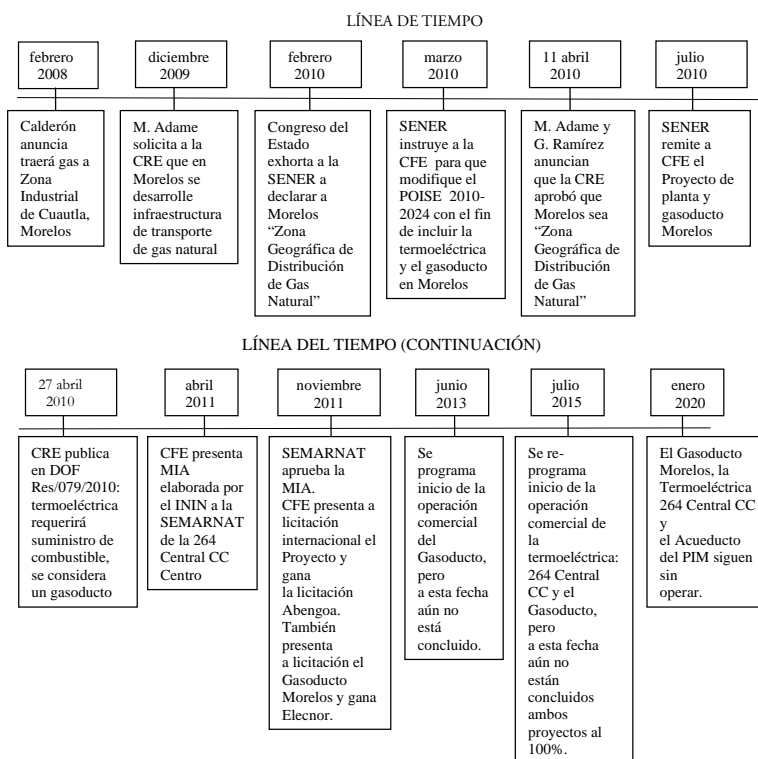 LÍNEA DE TIEMPO
febrero
2008
diciembre
2009
febrero
2010
marzo
2010
11 abril
2010
julio
2010
Calderón
anuncia
traerá gas a
Zona
Industrial
de Cuautla,
Morelos
M. Adame
solicita a la
CRE que en
Morelos se
desarrolle
infraestructura
de transporte
de gas natural
Congreso del
Estado
exhorta a la
SENER a
declarar a
Morelos
“Zona
Geográfica de
Distribución
de Gas
Natural”
SENER
instruye a la
CFE para que
modifique el
POISE 2010-
2024 con el fin
de incluir la
termoeléctrica
y el gasoducto
en Morelos
M. Adame y
G. Ramírez
anuncian
que la CRE
aprobó que
Morelos sea
“Zona
Geográfica de
Distribución de
Gas
Natural”
SENER
remite a
CFE el
Proyecto de
planta y
gasoducto
Morelos
LÍNEA DEL TIEMPO (CONTINUACIÓN)
27 abril
2010
abril
2011
noviembre
2011
junio
2013
julio
2015
enero
2020
CRE publica
en DOF
Res/079/2010:
termoeléctrica
requerirá
suministro de
combustible,
se considera
un gasoducto
CFE presenta
MIA
elaborada por
el ININ a la
SEMARNAT
de la 264
Central CC
Centro
SEMARNAT
aprueba la
MIA.
CFE presenta a
licitación
internacional el
Proyecto y
gana
la licitación
Abengoa.
También
presenta
a licitación el
Gasoducto
Morelos y gana
Elecnor.
Se
programa
inicio de la
operación
comercial
del
Gasoducto,
pero
a esta fecha
aún no
está
concluido.
Se re-
programa
inicio de la
operación
comercial de
la
termoeléctrica:
264 Central
CC y el
Gasoducto,
pero
a esta fecha
aún no
están
concluidos
ambos
proyectos al
100%.
El Gasoducto
Morelos, la
Termoeléctrica
264 Central CC
y
el Acueducto
del PIM siguen
sin
operar.